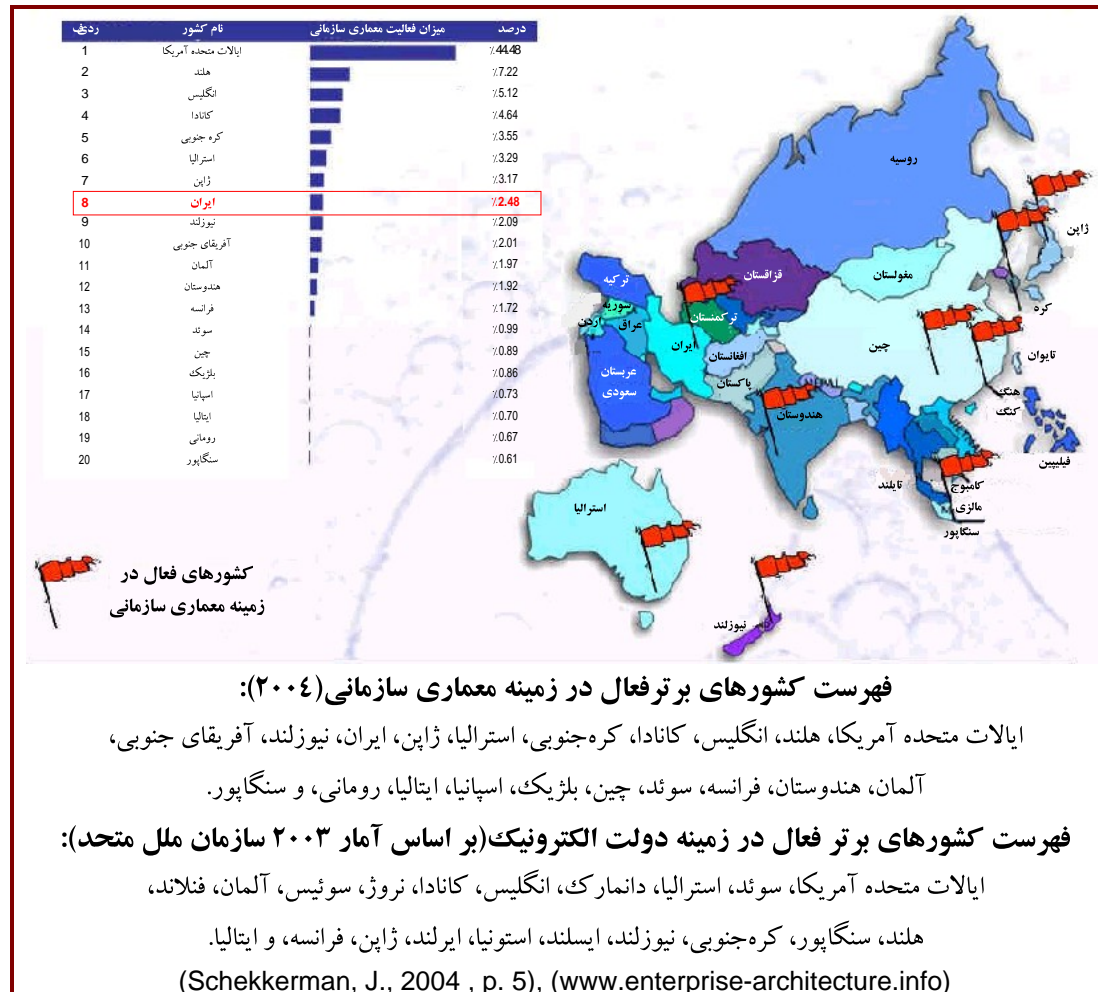 ردیف نام کشور میزان فعالیت معماری سازمانی درصد
1 ایالات متحده آمریکا ٪44.48
2 هلند ٪7.22
3 انگلیس ٪5.12
4 کانادا ٪4.64
5 کره جنوبی ٪3.55
6 استرالیا ٪3.29
7 ژاپن ٪3.17
8 ایران ٪2.48
9 نیوزلند ٪2.09
10 آفریقای جنوبی ٪2.01
11 آلمان ٪1.97
12 هندوستان ٪1.92
13 فرانسه ٪1.72
14 سوئد ٪0.99
15 چین ٪0.89
16 بلژیک ٪0.86
17 اسپانیا ٪0.73
18 ایتالیا ٪0.70
19 رومانی ٪0.67
20 سنگاپور ٪0.61
روسیه
ژاپن
قزاقستان
مغولستان
ترکیه
سوریه
ترکمنستان
کره
اردن
عراق
ایران
چین
افغانستان
تایوان
عربستان
سعودی
پاکستان
NEPAL
هنگ
کنگ
هندوستان
فیلیپین
تایلند
کامبوج
مالزی
سنگاپور
استرالیا
نیوزلند
کشورهای فعال در
زمینه معماری سازمانی
فهرست کشورهای برترفعال در زمینه معماری سازمانی(۲۰۰٤):
ایالات متحده آمریکا، هلند، انگلیس، کانادا، کره‌جنوبی، استرالیا، ژاپن، ایران، نیوزلند، آفریقای جنوبی،
آلمان، هندوستان، فرانسه، سوئد، چین، بلژیک، اسپانیا، ایتالیا، رومانی، و سنگاپور.
فهرست کشورهای برتر فعال در زمینه دولت الکترونیک(بر اساس آمار ۲۰۰۳ سازمان ملل متحد):
ایالات متحده آمریکا، سوئد، استرالیا، دانمارک، انگلیس، کانادا، نروژ، سوئیس، آلمان، فنلاند،
هلند، سنگاپور، کره‌جنوبی، نیوزلند، ایسلند، استونیا، ایرلند، ژاپن، فرانسه، و ایتالیا.
(Schekkerman, J., 2004 , p. 5), (www.enterprise-architecture.info)